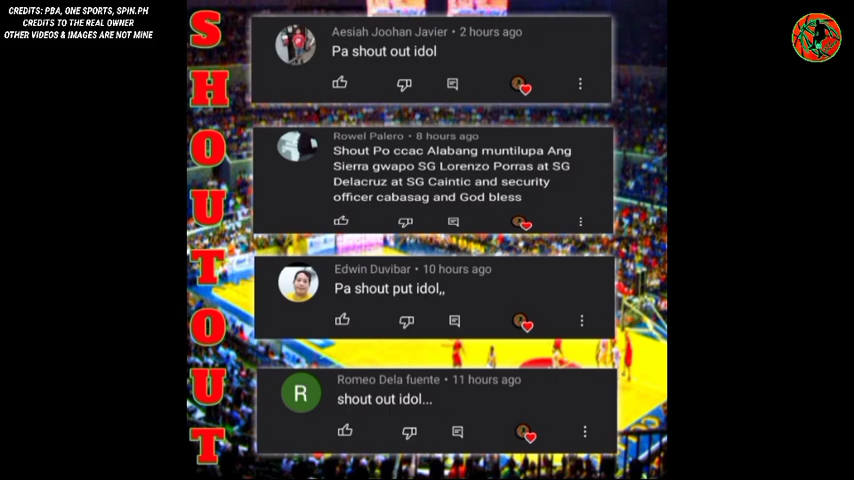 CREDITS: PBA, ONE SPORTS, SPIN.PH
CREDITS TO THE REAL OWNER
OTHER VIDEOS & IMAGES ARE NOT MINE
SHOUTOUT
Aesiah Joohan Javier • 2 hours ago
Pa shout out idol
Rowel Palero • 8 hours ago
Shout Po ccac Alabang muntilupa Ang
Sierra gwapo SG Lorenzo Porras at SG
Delacruz at SG Caintic and security
officer cabasag and God bless
Edwin Duvibar • 10 hours ago
Pa shout put idol,,
R
Romeo Dela fuente • 11 hours ago
shout out idol...